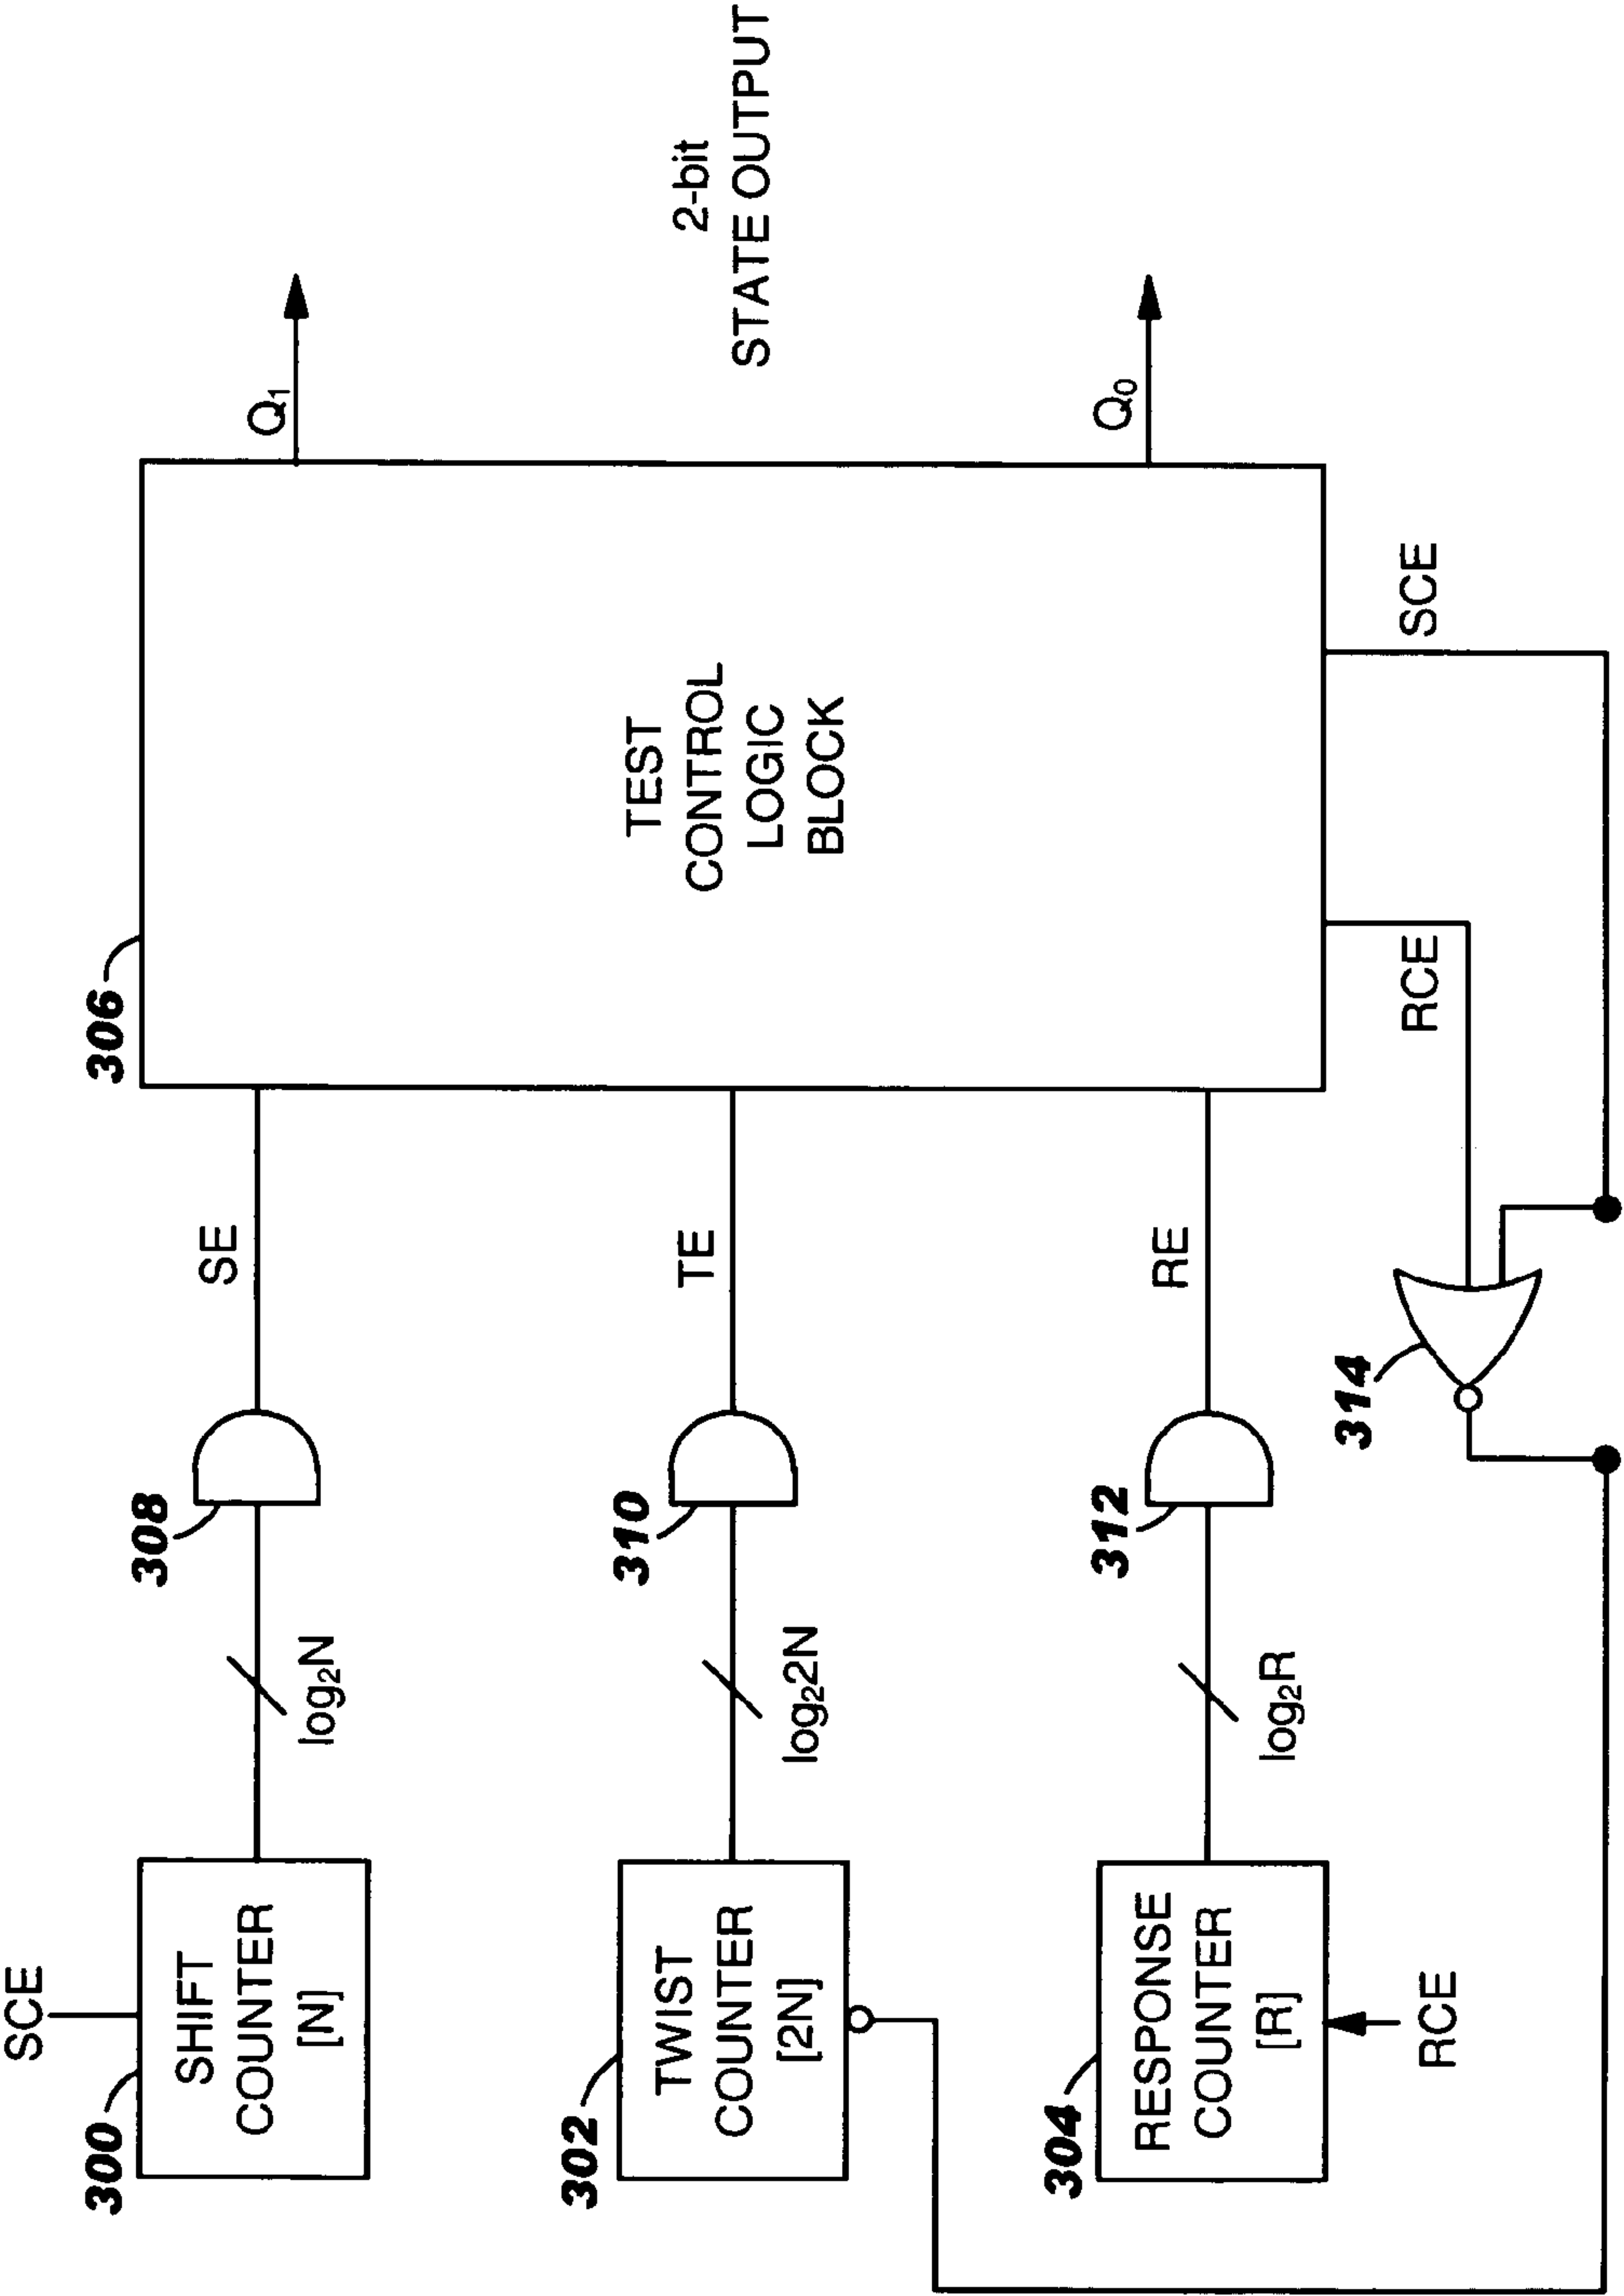 SCE
300
SHIFT
COUNTER
[N]
log₂N
308
SE
306
TEST
CONTROL
LOGIC
BLOCK
Q₁
2-bit
STATE OUTPUT
Q₀
302
TWIST
COUNTER
[2N]
log₂2N
310
TE
304
RESPONSE
COUNTER
[R]
log₂R
312
RE
RCE
314
RCE
SCE